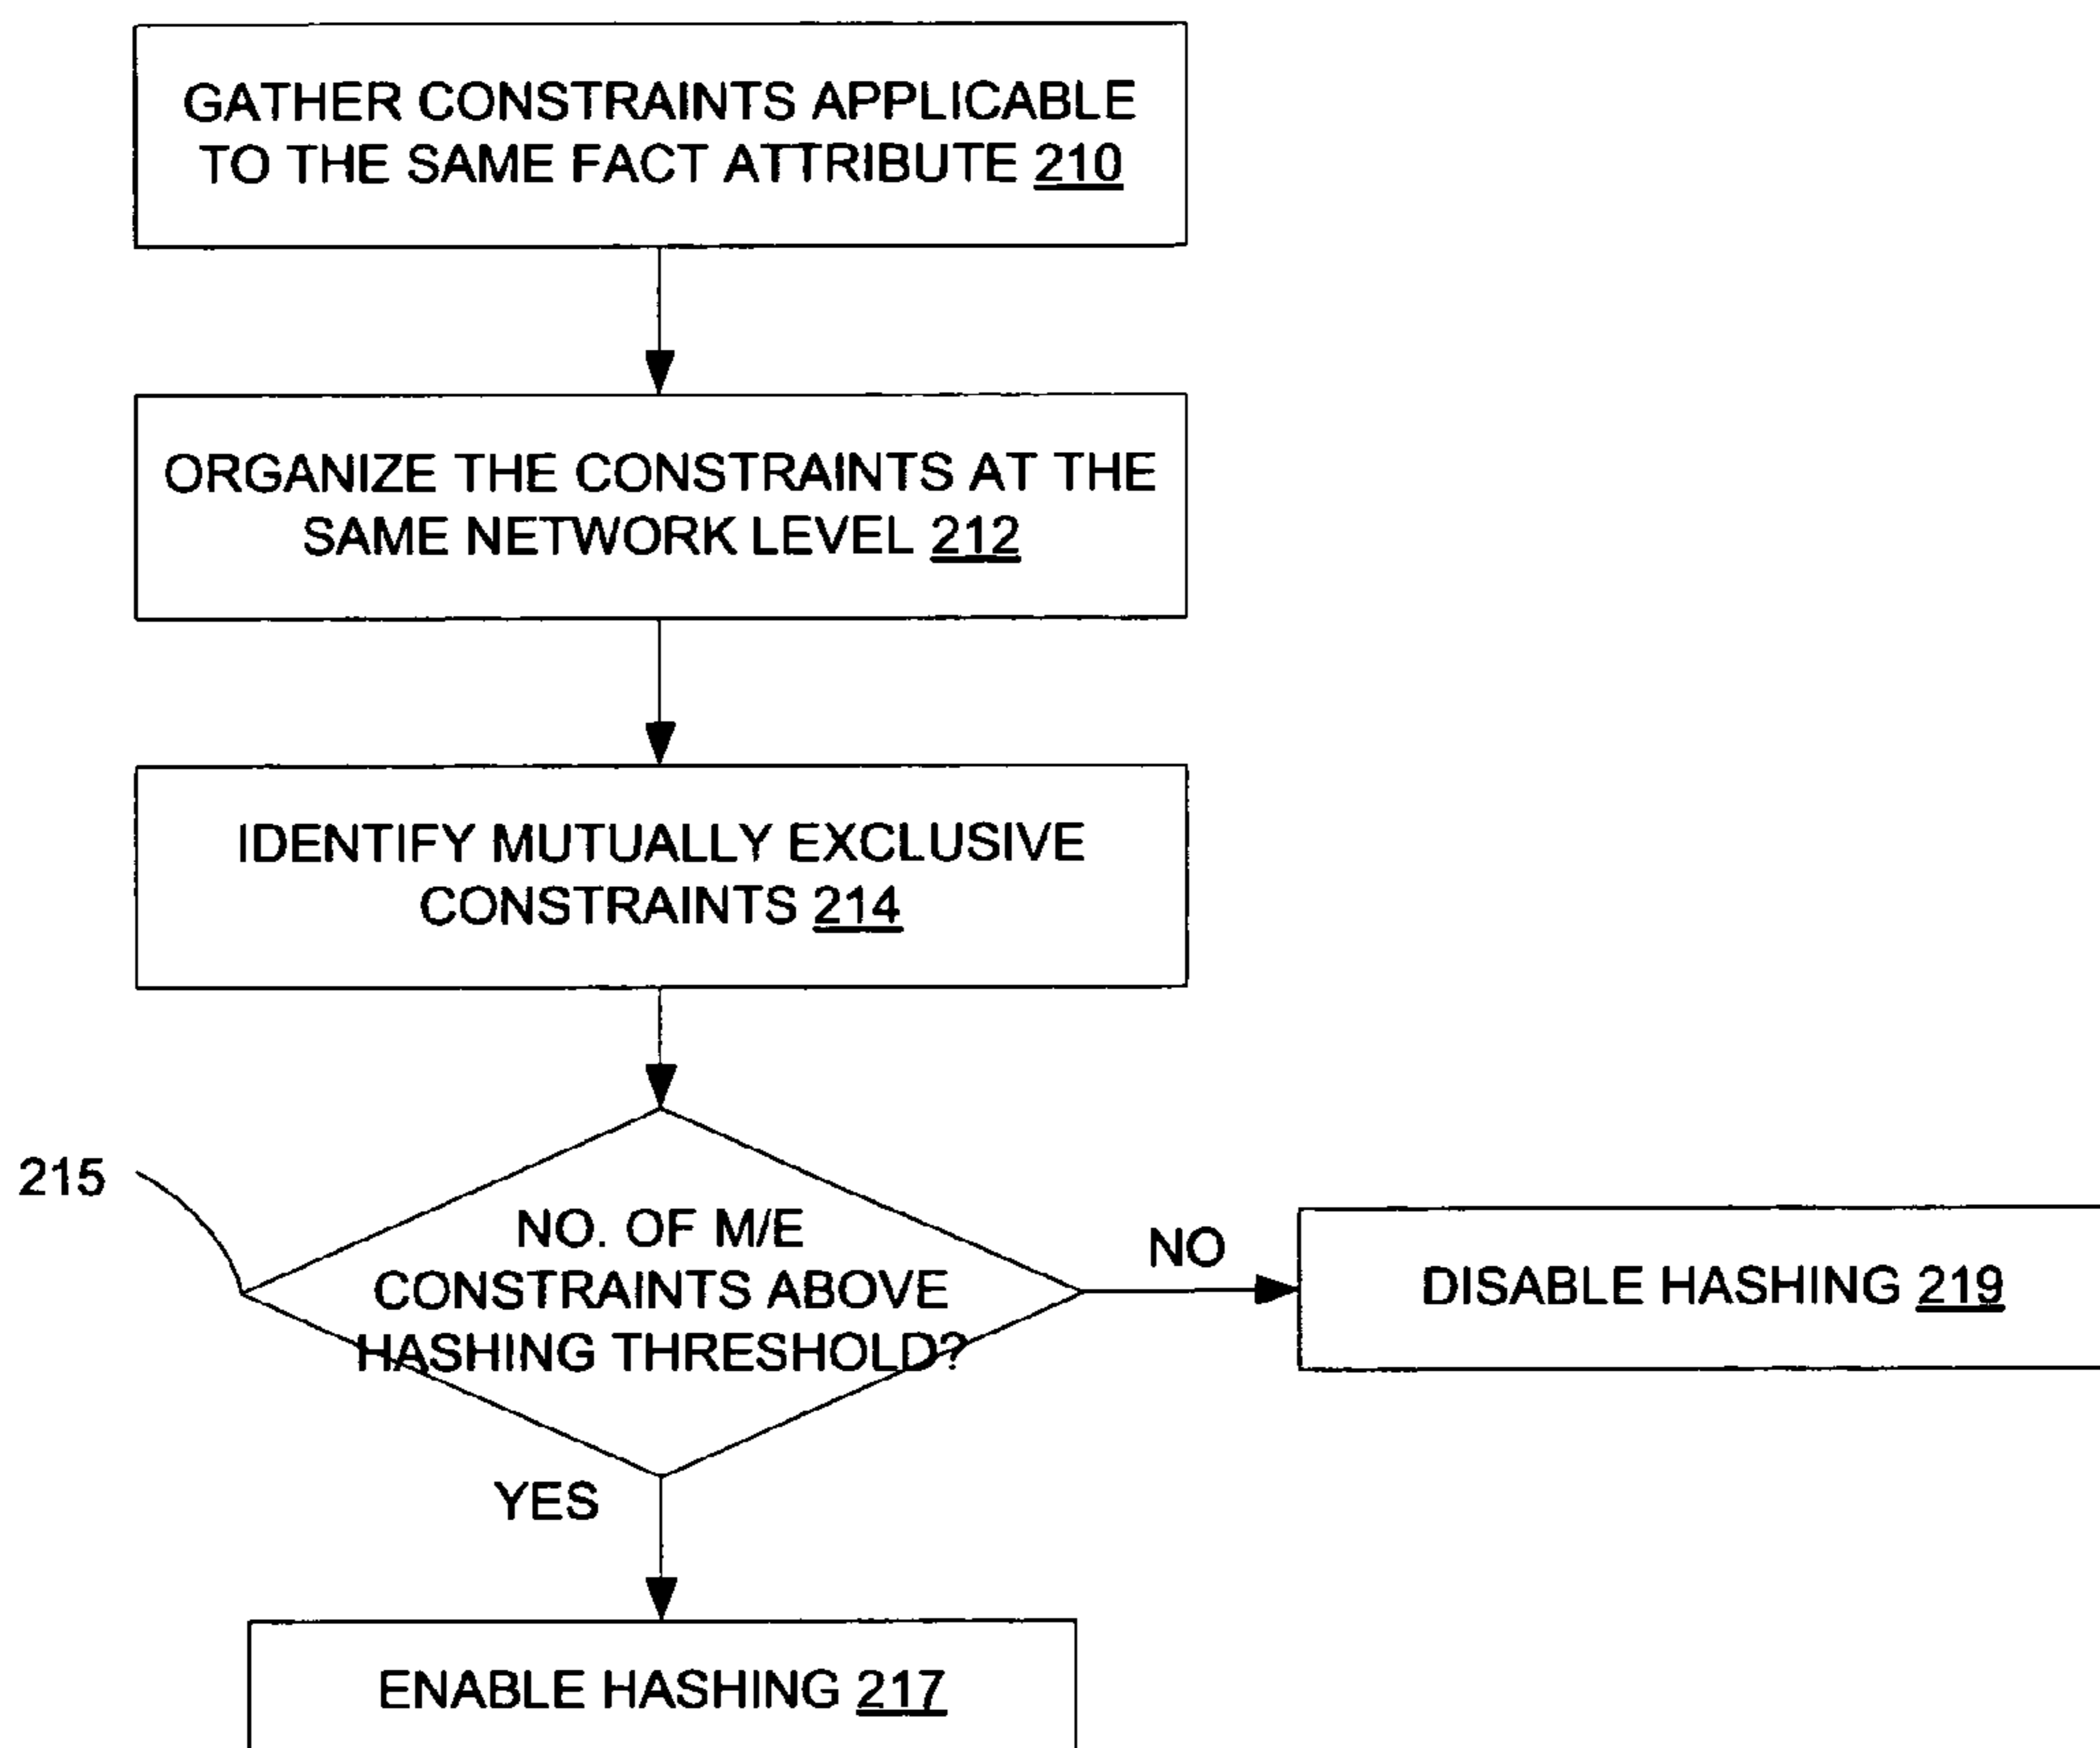 GATHER CONSTRAINTS APPLICABLE
TO THE SAME FACT ATTRIBUTE 210
ORGANIZE THE CONSTRAINTS AT THE
SAME NETWORK LEVEL 212
IDENTIFY MUTUALLY EXCLUSIVE
CONSTRAINTS 214
215
NO. OF M/E
CONSTRAINTS ABOVE
HASHING THRESHOLD?
NO
DISABLE HASHING 219
YES
ENABLE HASHING 217